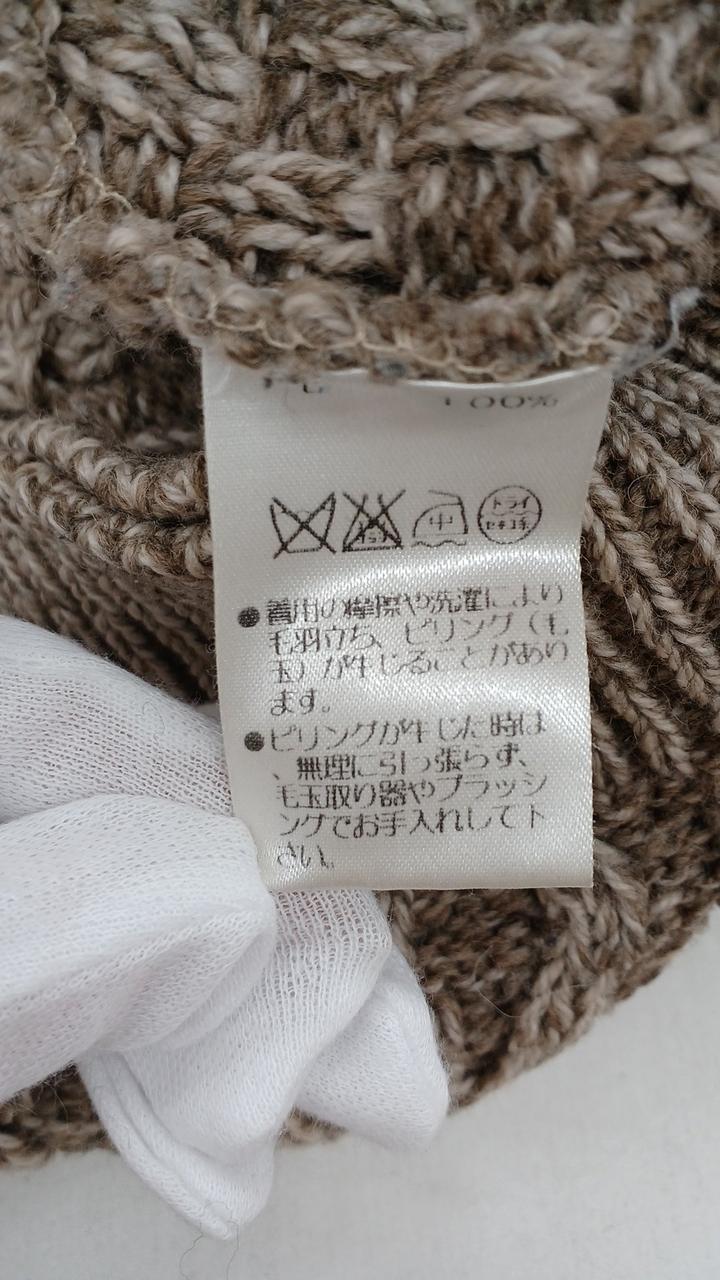 100%
中
ドライ
セキユ系
●着用の摩擦や洗濯により
毛羽立ち、ピリング（毛
玉）が生じることがあり
ます。
●ピリングが生じた時は
、無理に引っ張らず、
毛玉取り器やブラッシ
ングでお手入れして下
さい。